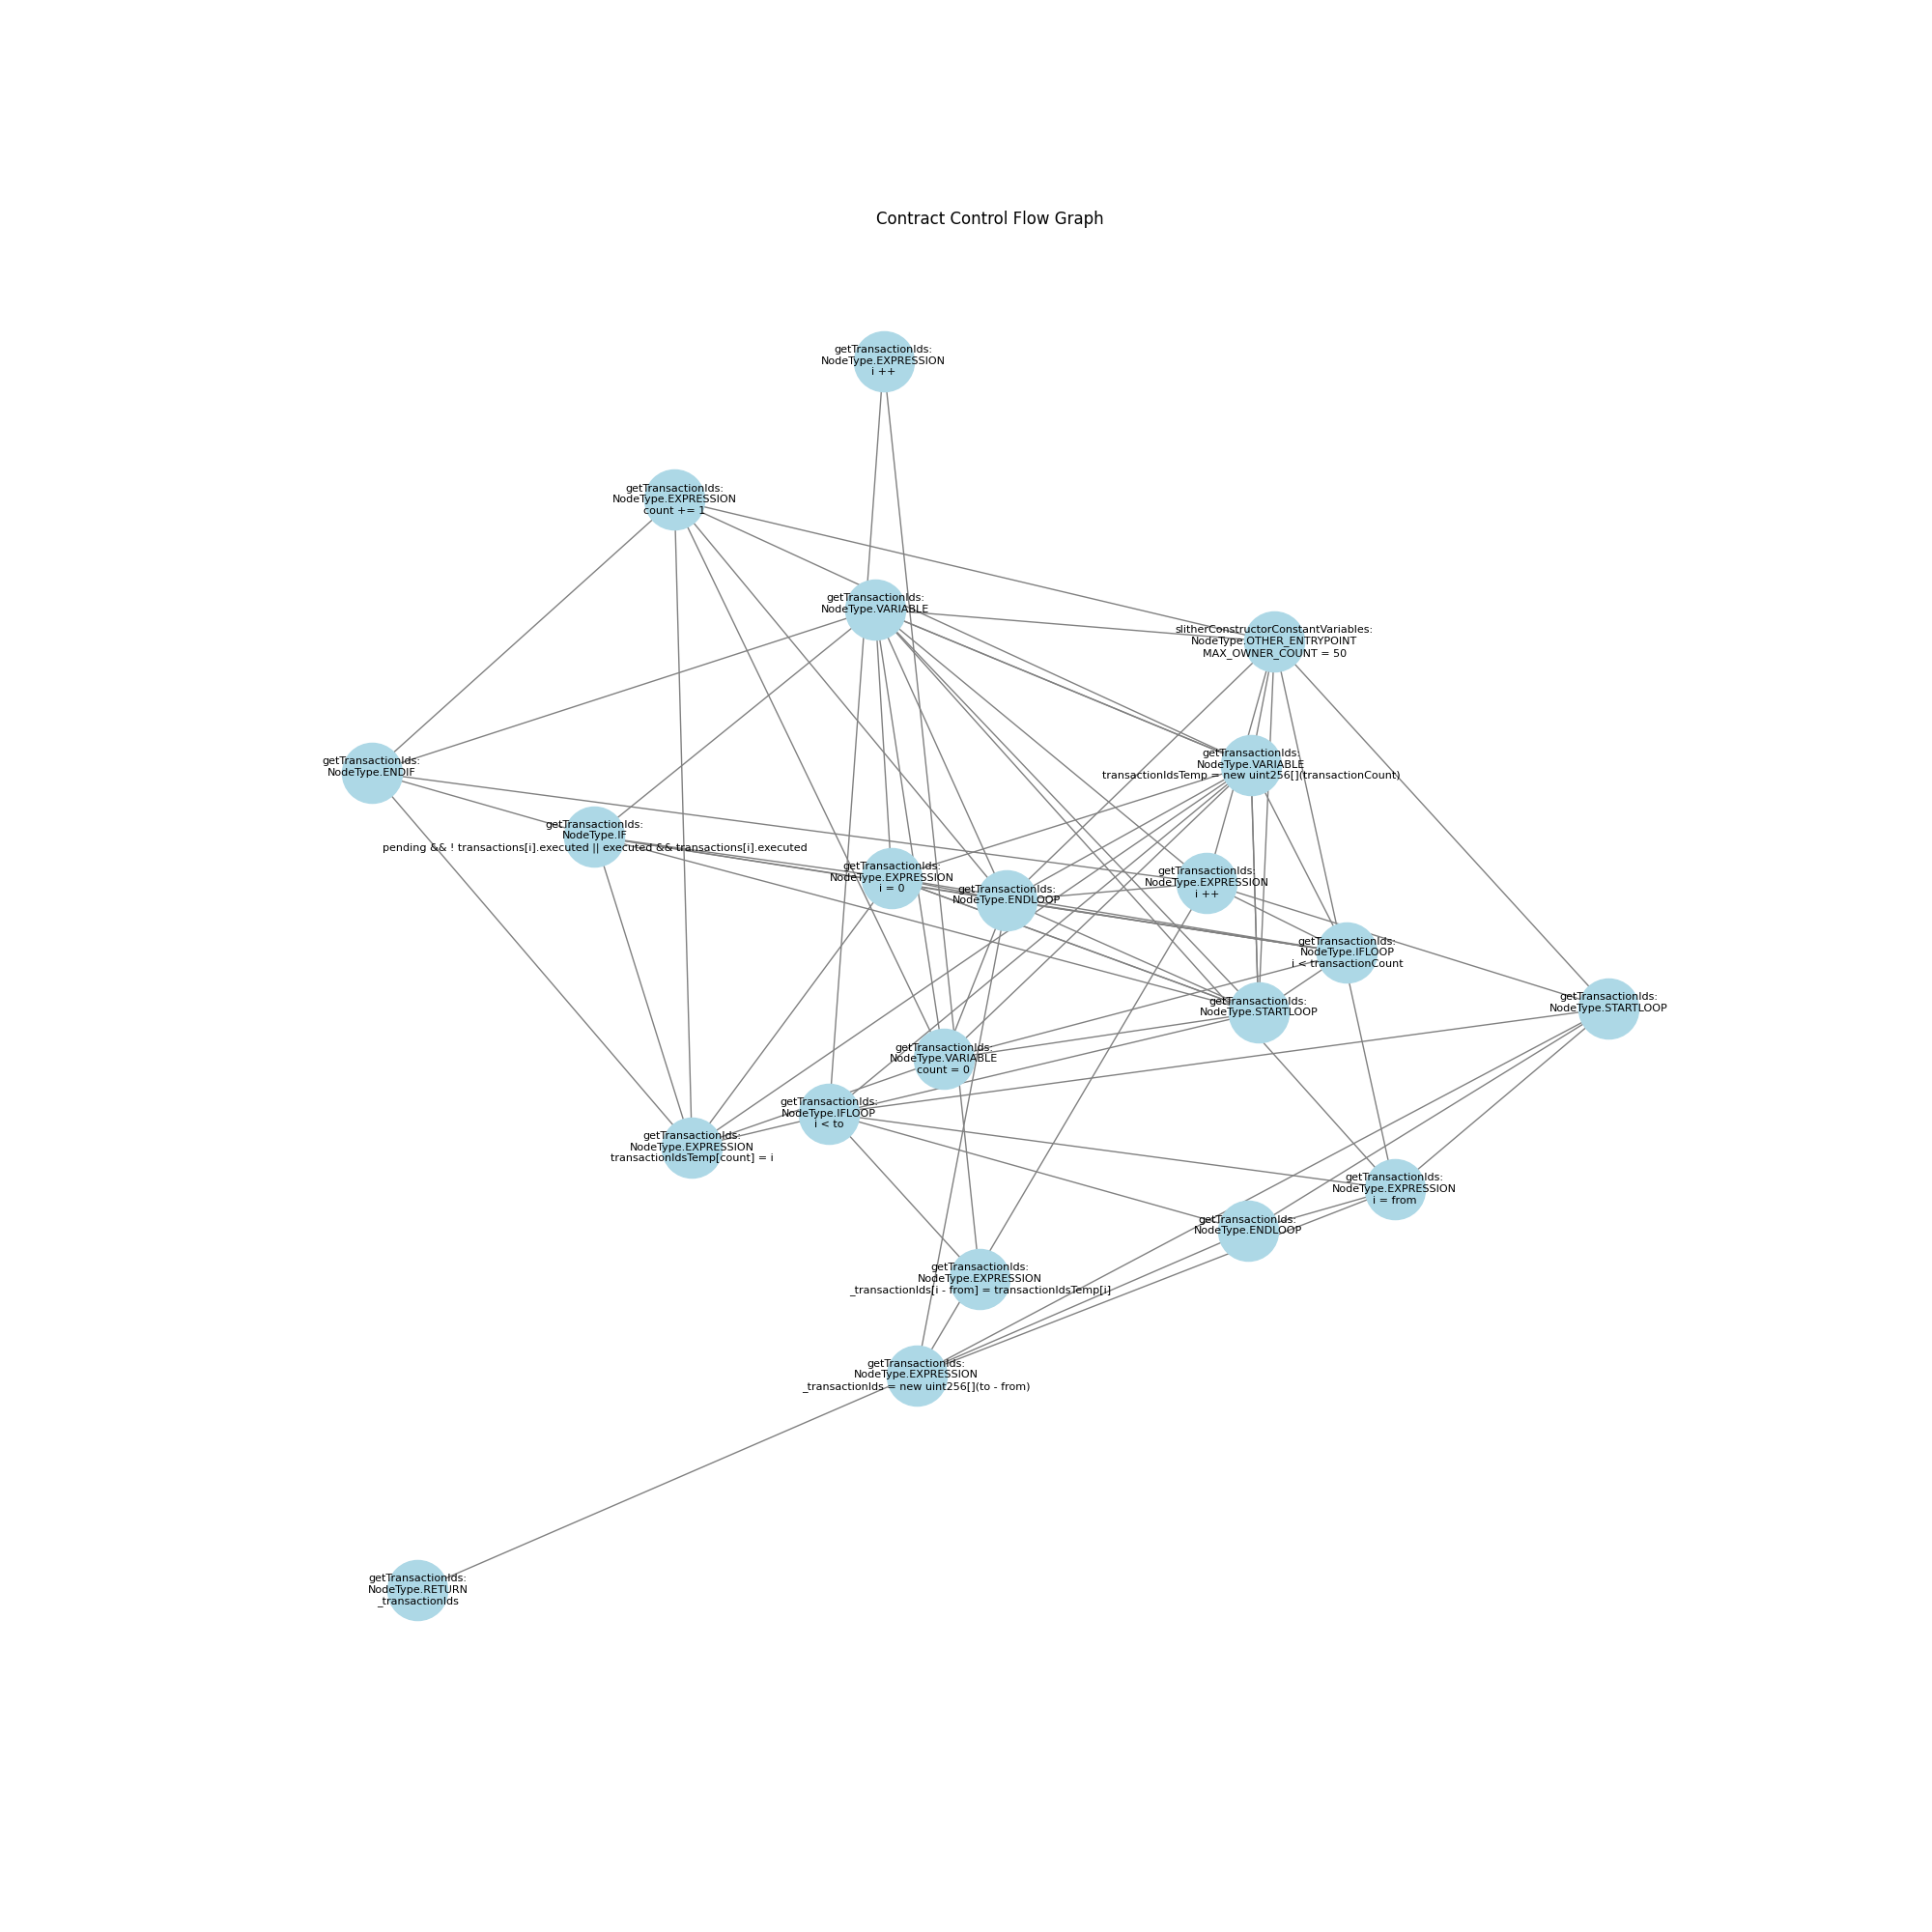 Contract Control Flow Graph
getTransactionIds:
NodeType.EXPRESSION
i ++
getTransactionIds:
NodeType.EXPRESSION
count += 1
getTransactionIds:
NodeType.VARIABLE
slitherConstructorConstantVariables:
NodeType.OTHER_ENTRYPOINT
MAX_OWNER_COUNT = 50
getTransactionIds:
NodeType.VARIABLE
transactionIdsTemp = new uint256[](transactionCount)
getTransactionIds:
NodeType.ENDIF
getTransactionIds:
NodeType.IF
pending && ! transactions[i].executed || executed && transactions[i].executed
getTransactionIds:
NodeType.EXPRESSION
i = 0
getTransactionIds:
NodeType.ENDLOOP
getTransactionIds:
NodeType.EXPRESSION
i ++
getTransactionIds:
NodeType.IFLOOP
i < transactionCount
getTransactionIds:
NodeType.STARTLOOP
getTransactionIds:
NodeType.STARTLOOP
getTransactionIds:
NodeType.VARIABLE
count = 0
getTransactionIds:
NodeType.IFLOOP
i < to
getTransactionIds:
NodeType.EXPRESSION
transactionIdsTemp[count] = i
getTransactionIds:
NodeType.EXPRESSION
i = from
getTransactionIds:
NodeType.ENDLOOP
getTransactionIds:
NodeType.EXPRESSION
_transactionIds[i - from] = transactionIdsTemp[i]
getTransactionIds:
NodeType.EXPRESSION
_transactionIds = new uint256[](to - from)
getTransactionIds:
NodeType.RETURN
_transactionIds